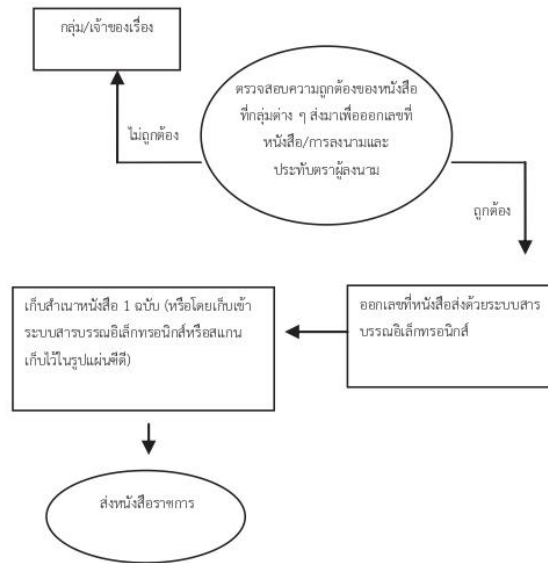 กลุ่ม/เจ้าของเรื่อง
ตรวจสอบความถูกต้องของหนังสือ
ที่กลุ่มต่าง ๆ ส่งมาเพื่อออกเลขที่
หนังสือ/การลงนามและ
ประทับตราผู้ลงนาม
ไม่ถูกต้อง
ถูกต้อง
ออกเลขที่หนังสือส่งด้วยระบบสาร
บรรณอิเล็กทรอนิกส์
เก็บสำเนาหนังสือ 1 ฉบับ (หรือโดยเก็บเข้า
ระบบสารบรรณอิเล็กทรอนิกส์หรือสแกน
เก็บไว้ในรูปแผ่นซีดี)
ส่งหนังสือราชการ